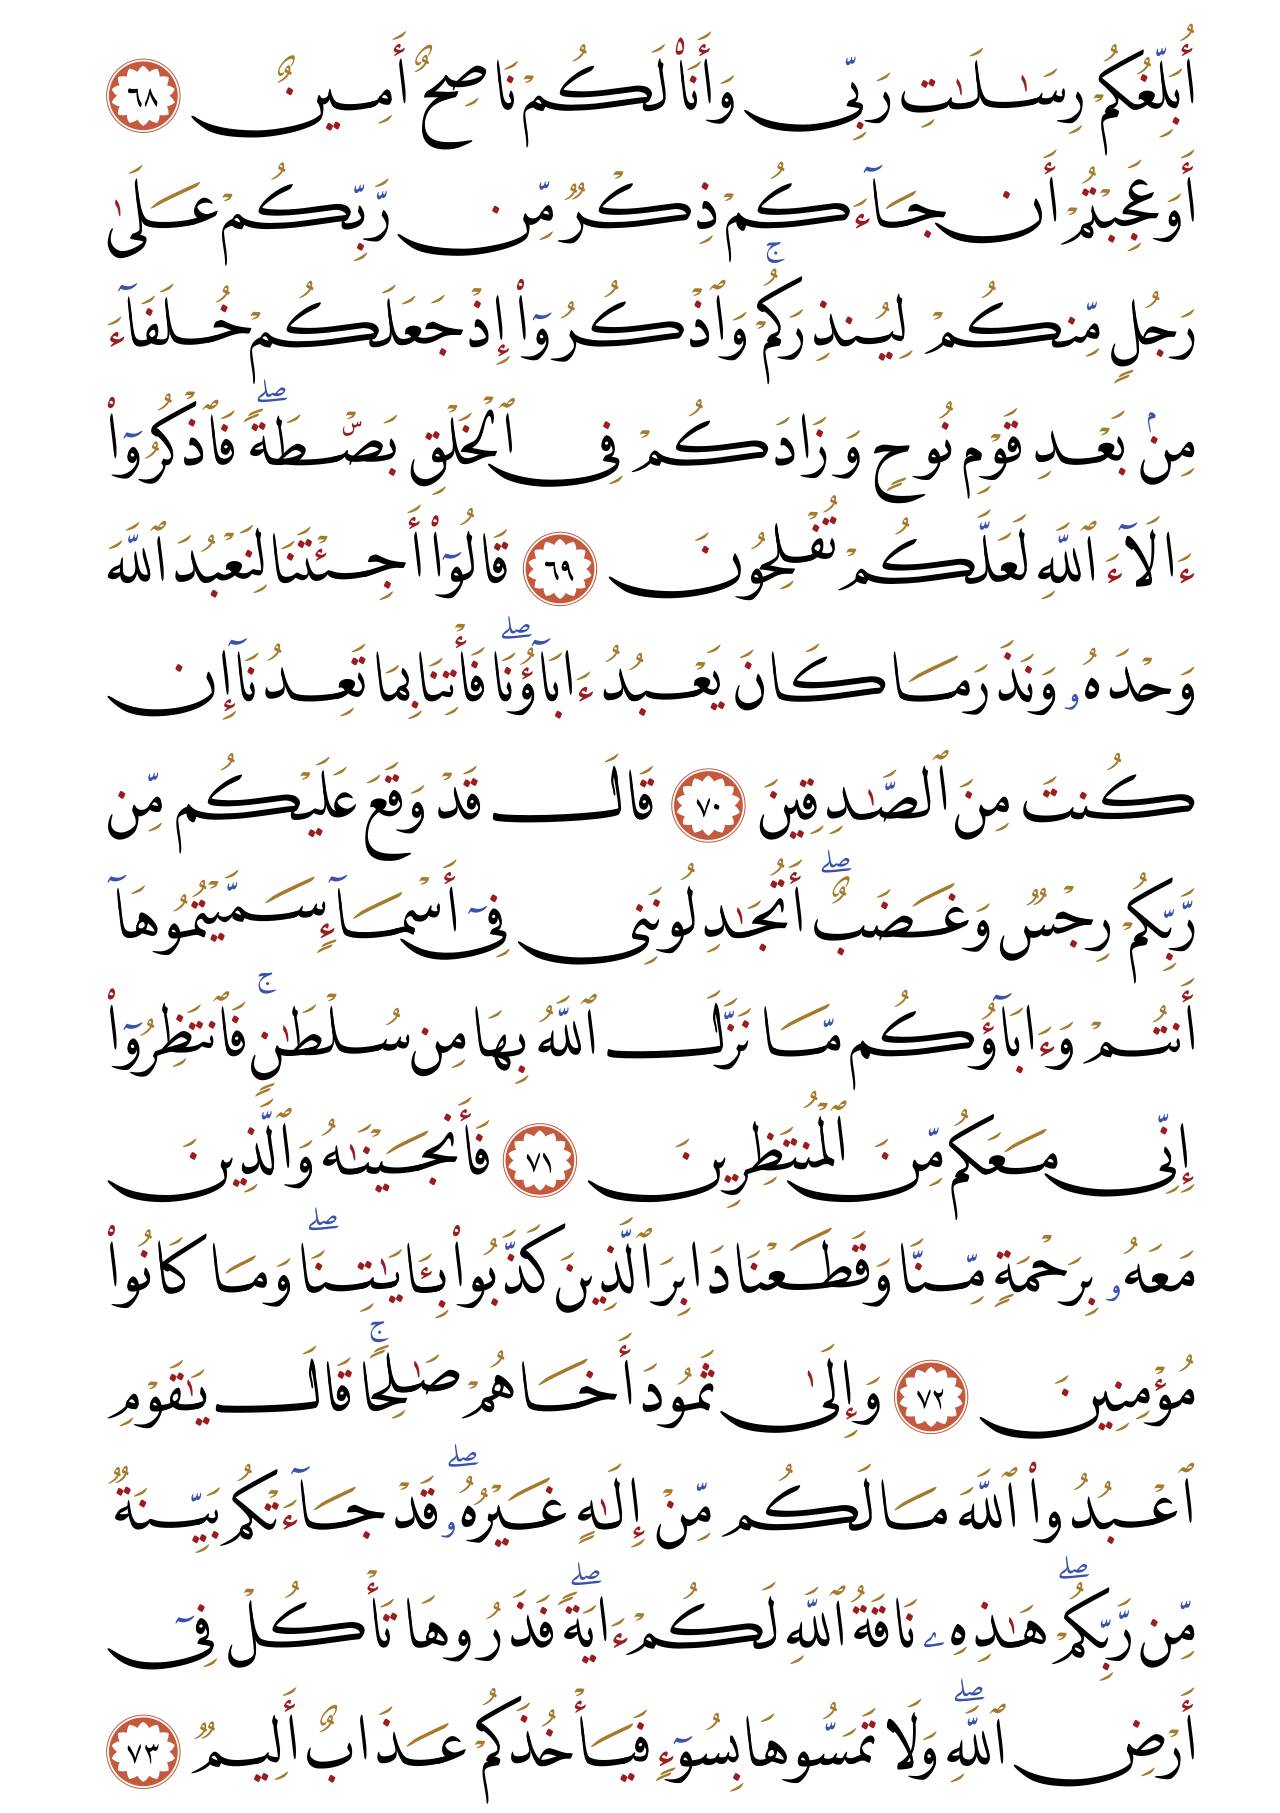 أُبَلِّغُكُمْ رِسَـٰلَـٰتِ رَبِّى وَأَنَا۠ لَكُمْ نَاصِحٌ أَمِينٌ ٦٨
أَوَعَجِبْتُمْ أَن جَآءَكُمْ ذِكْرٌ مِّن رَّبِّكُمْ عَلَىٰ
رَجُلٍ مِّنكُمْ لِيُنذِرَكُمْ ۚ وَٱذْكُرُوٓا۟ إِذْ جَعَلَكُمْ خُلَفَآءَ
مِنۢ بَعْدِ قَوْمِ نُوحٍ وَزَادَكُمْ فِى ٱلْخَلْقِ بَصْۜطَةً ۖ فَٱذْكُرُوٓا۟
ءَالَآءَ ٱللَّهِ لَعَلَّكُمْ تُفْلِحُونَ ٦٩ قَالُوٓا۟ أَجِئْتَنَا لِنَعْبُدَ ٱللَّهَ
وَحْدَهُۥ وَنَذَرَ مَا كَانَ يَعْبُدُ ءَابَآؤُنَا ۖ فَأْتِنَا بِمَا تَعِدُنَآ إِن
كُنتَ مِنَ ٱلصَّـٰدِقِينَ ٧٠ قَالَ قَدْ وَقَعَ عَلَيْكُم مِّن
رَّبِّكُمْ رِجْسٌ وَغَضَبٌ ۖ أَتُجَـٰدِلُونَنِى فِىٓ أَسْمَآءٍ سَمَّيْتُمُوهَآ
أَنتُمْ وَءَابَآؤُكُم مَّا نَزَّلَ ٱللَّهُ بِهَا مِن سُلْطَـٰنٍ ۚ فَٱنتَظِرُوٓا۟
إِنِّى مَعَكُم مِّنَ ٱلْمُنتَظِرِينَ ٧١ فَأَنجَيْنَـٰهُ وَٱلَّذِينَ
مَعَهُۥ بِرَحْمَةٍ مِّنَّا وَقَطَعْنَا دَابِرَ ٱلَّذِينَ كَذَّبُوا۟ بِـَٔايَـٰتِنَا ۖ وَمَا كَانُوا۟
مُؤْمِنِينَ ٧٢ وَإِلَىٰ ثَمُودَ أَخَاهُمْ صَـٰلِحًا ۚ قَالَ يَـٰقَوْمِ
ٱعْبُدُوا۟ ٱللَّهَ مَا لَكُم مِّنْ إِلَـٰهٍ غَيْرُهُۥ ۖ قَدْ جَآءَتْكُم بَيِّنَةٌ
مِّن رَّبِّكُمْ ۖ هَـٰذِهِۦ نَاقَةُ ٱللَّهِ لَكُمْ ءَايَةً ۖ فَذَرُوهَا تَأْكُلْ فِىٓ
أَرْضِ ٱللَّهِ ۖ وَلَا تَمَسُّوهَا بِسُوٓءٍ فَيَأْخُذَكُمْ عَذَابٌ أَلِيمٌ ٧٣